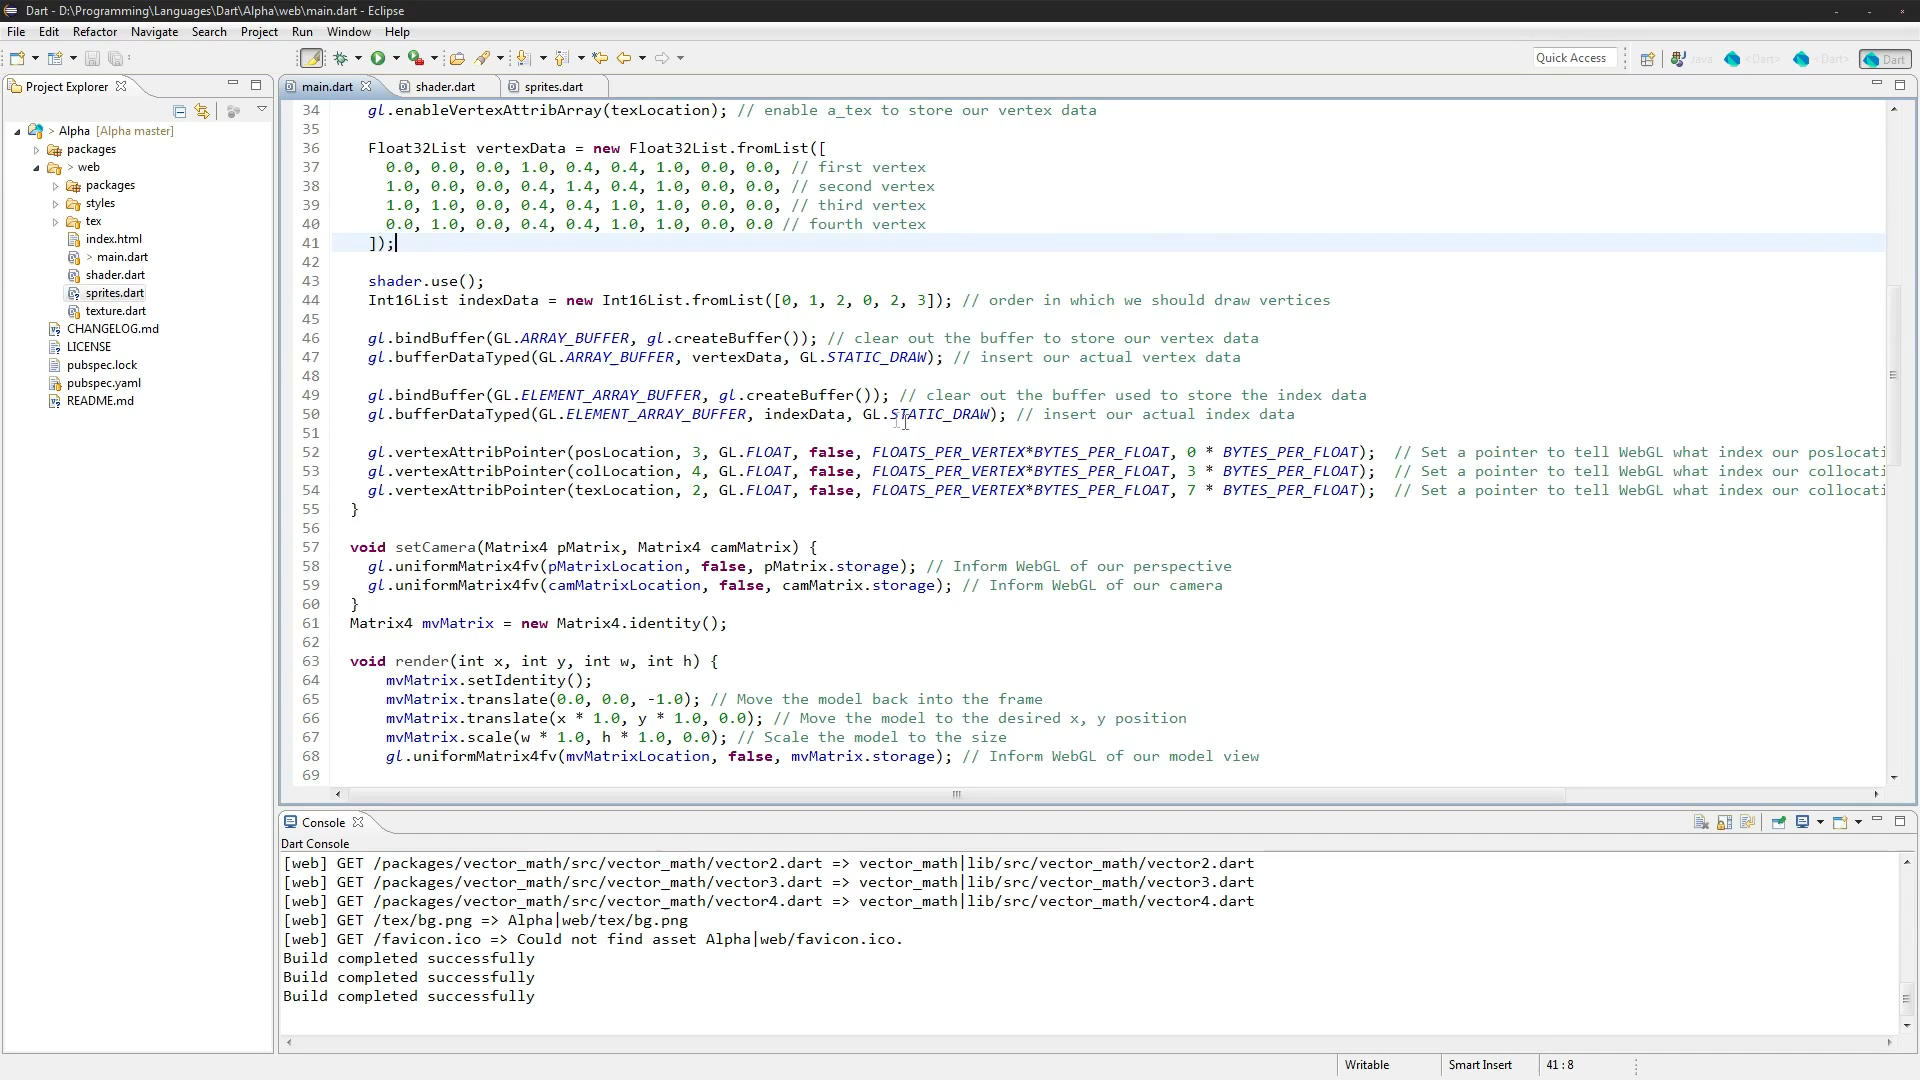 Dart - D:\Programming\Languages\Dart\Alpha\web\main.dart - Eclipse
File Edit Refactor Navigate Search Project Run Window Help
Quick Access Java <Dart> <Dart> Dart
Project Explorer
> Alpha [Alpha master]
packages
> web
packages
styles
tex
index.html
> main.dart
shader.dart
sprites.dart
texture.dart
CHANGELOG.md
LICENSE
pubspec.lock
pubspec.yaml
README.md
main.dart shader.dart sprites.dart
34 gl.enableVertexAttribArray(texLocation); // enable a_tex to store our vertex data
35
36 Float32List vertexData = new Float32List.fromList([
37 0.0, 0.0, 0.0, 1.0, 0.4, 0.4, 1.0, 0.0, 0.0, // first vertex
38 1.0, 0.0, 0.0, 0.4, 1.4, 0.4, 1.0, 0.0, 0.0, // second vertex
39 1.0, 1.0, 0.0, 0.4, 0.4, 1.0, 1.0, 0.0, 0.0, // third vertex
40 0.0, 1.0, 0.0, 0.4, 0.4, 1.0, 1.0, 0.0, 0.0 // fourth vertex
41 ]);
42
43 shader.use();
44 Int16List indexData = new Int16List.fromList([0, 1, 2, 0, 2, 3]); // order in which we should draw vertices
45
46 gl.bindBuffer(GL.ARRAY_BUFFER, gl.createBuffer()); // clear out the buffer to store our vertex data
47 gl.bufferDataTyped(GL.ARRAY_BUFFER, vertexData, GL.STATIC_DRAW); // insert our actual vertex data
48
49 gl.bindBuffer(GL.ELEMENT_ARRAY_BUFFER, gl.createBuffer()); // clear out the buffer used to store the index data
50 gl.bufferDataTyped(GL.ELEMENT_ARRAY_BUFFER, indexData, GL.STATIC_DRAW); // insert our actual index data
51
52 gl.vertexAttribPointer(posLocation, 3, GL.FLOAT, false, FLOATS_PER_VERTEX*BYTES_PER_FLOAT, 0 * BYTES_PER_FLOAT); // Set a pointer to tell WebGL what index our poslocati
53 gl.vertexAttribPointer(colLocation, 4, GL.FLOAT, false, FLOATS_PER_VERTEX*BYTES_PER_FLOAT, 3 * BYTES_PER_FLOAT); // Set a pointer to tell WebGL what index our collocati
54 gl.vertexAttribPointer(texLocation, 2, GL.FLOAT, false, FLOATS_PER_VERTEX*BYTES_PER_FLOAT, 7 * BYTES_PER_FLOAT); // Set a pointer to tell WebGL what index our collocati
55 }
56
57 void setCamera(Matrix4 pMatrix, Matrix4 camMatrix) {
58 gl.uniformMatrix4fv(pMatrixLocation, false, pMatrix.storage); // Inform WebGL of our perspective
59 gl.uniformMatrix4fv(camMatrixLocation, false, camMatrix.storage); // Inform WebGL of our camera
60 }
61 Matrix4 mvMatrix = new Matrix4.identity();
62
63 void render(int x, int y, int w, int h) {
64 mvMatrix.setIdentity();
65 mvMatrix.translate(0.0, 0.0, -1.0); // Move the model back into the frame
66 mvMatrix.translate(x * 1.0, y * 1.0, 0.0); // Move the model to the desired x, y position
67 mvMatrix.scale(w * 1.0, h * 1.0, 0.0); // Scale the model to the size
68 gl.uniformMatrix4fv(mvMatrixLocation, false, mvMatrix.storage); // Inform WebGL of our model view
69
Console
Dart Console
[web] GET /packages/vector_math/src/vector_math/vector2.dart => vector_math|lib/src/vector_math/vector2.dart
[web] GET /packages/vector_math/src/vector_math/vector3.dart => vector_math|lib/src/vector_math/vector3.dart
[web] GET /packages/vector_math/src/vector_math/vector4.dart => vector_math|lib/src/vector_math/vector4.dart
[web] GET /tex/bg.png => Alpha|web/tex/bg.png
[web] GET /favicon.ico => Could not find asset Alpha|web/favicon.ico.
Build completed successfully
Build completed successfully
Build completed successfully
Writable Smart Insert 41 : 8